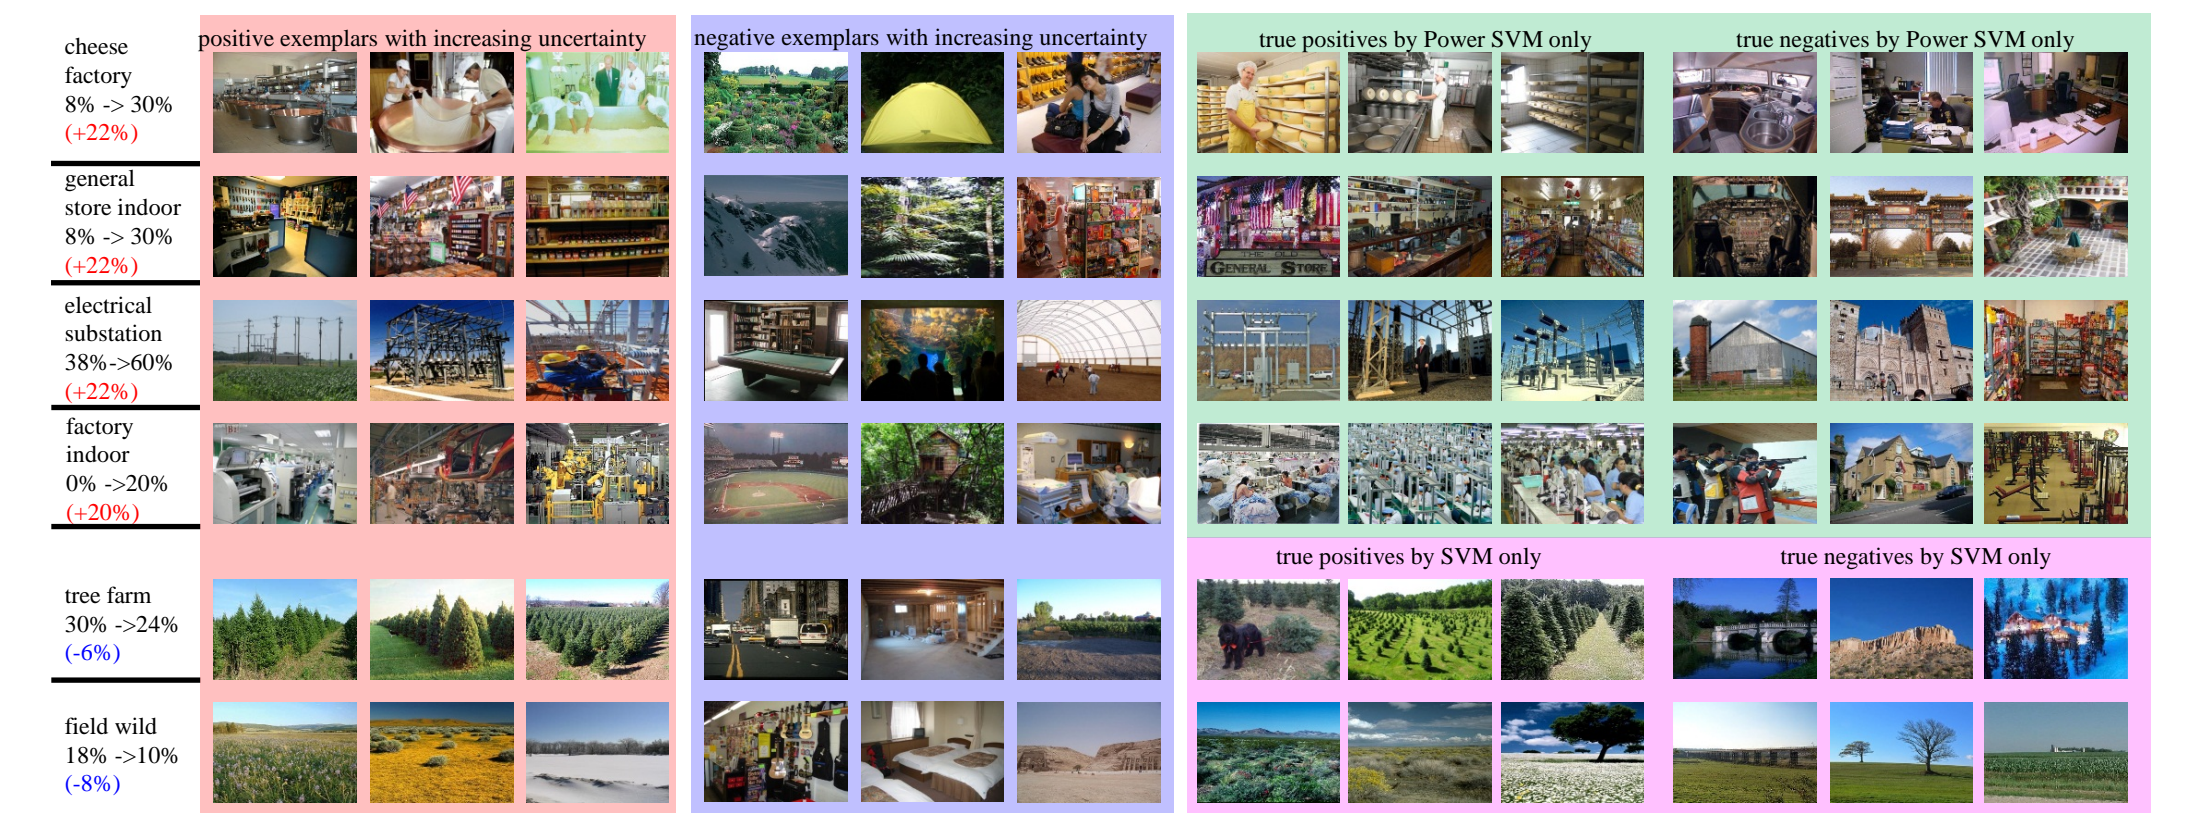 positive exemplars with increasing uncertainty
negative exemplars with increasing uncertainty
true positives by Power SVM only
true negatives by Power SVM only
cheese
factory
8% -> 30%
(+22%)
general
store indoor
8% -> 30%
(+22%)
THE OLD
GENERAL STORE
electrical
substation
38%->60%
(+22%)
factory
indoor
0% ->20%
(+20%)
true positives by SVM only
true negatives by SVM only
tree farm
30% ->24%
(-6%)
field wild
18% ->10%
(-8%)